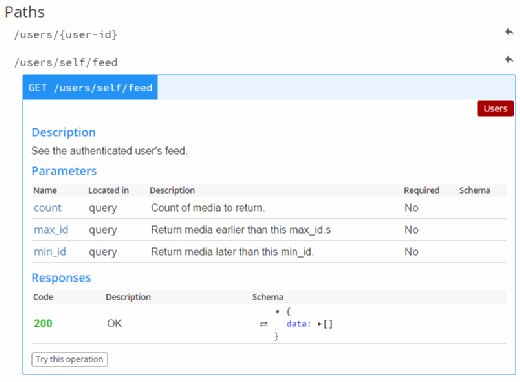 Paths
/users/{user-id}
/users/self/feed
GET /users/self/feed
Users
Description
See the authenticated user's feed.
Parameters
Name Located in Description Required Schema
count query Count of media to return. No
max_id query Return media earlier than this max_id.s No
min_id query Return media later than this min_id. No
Responses
Code Description Schema
200 OK ⇄ ▼ {
data: ▶[]
}
Try this operation